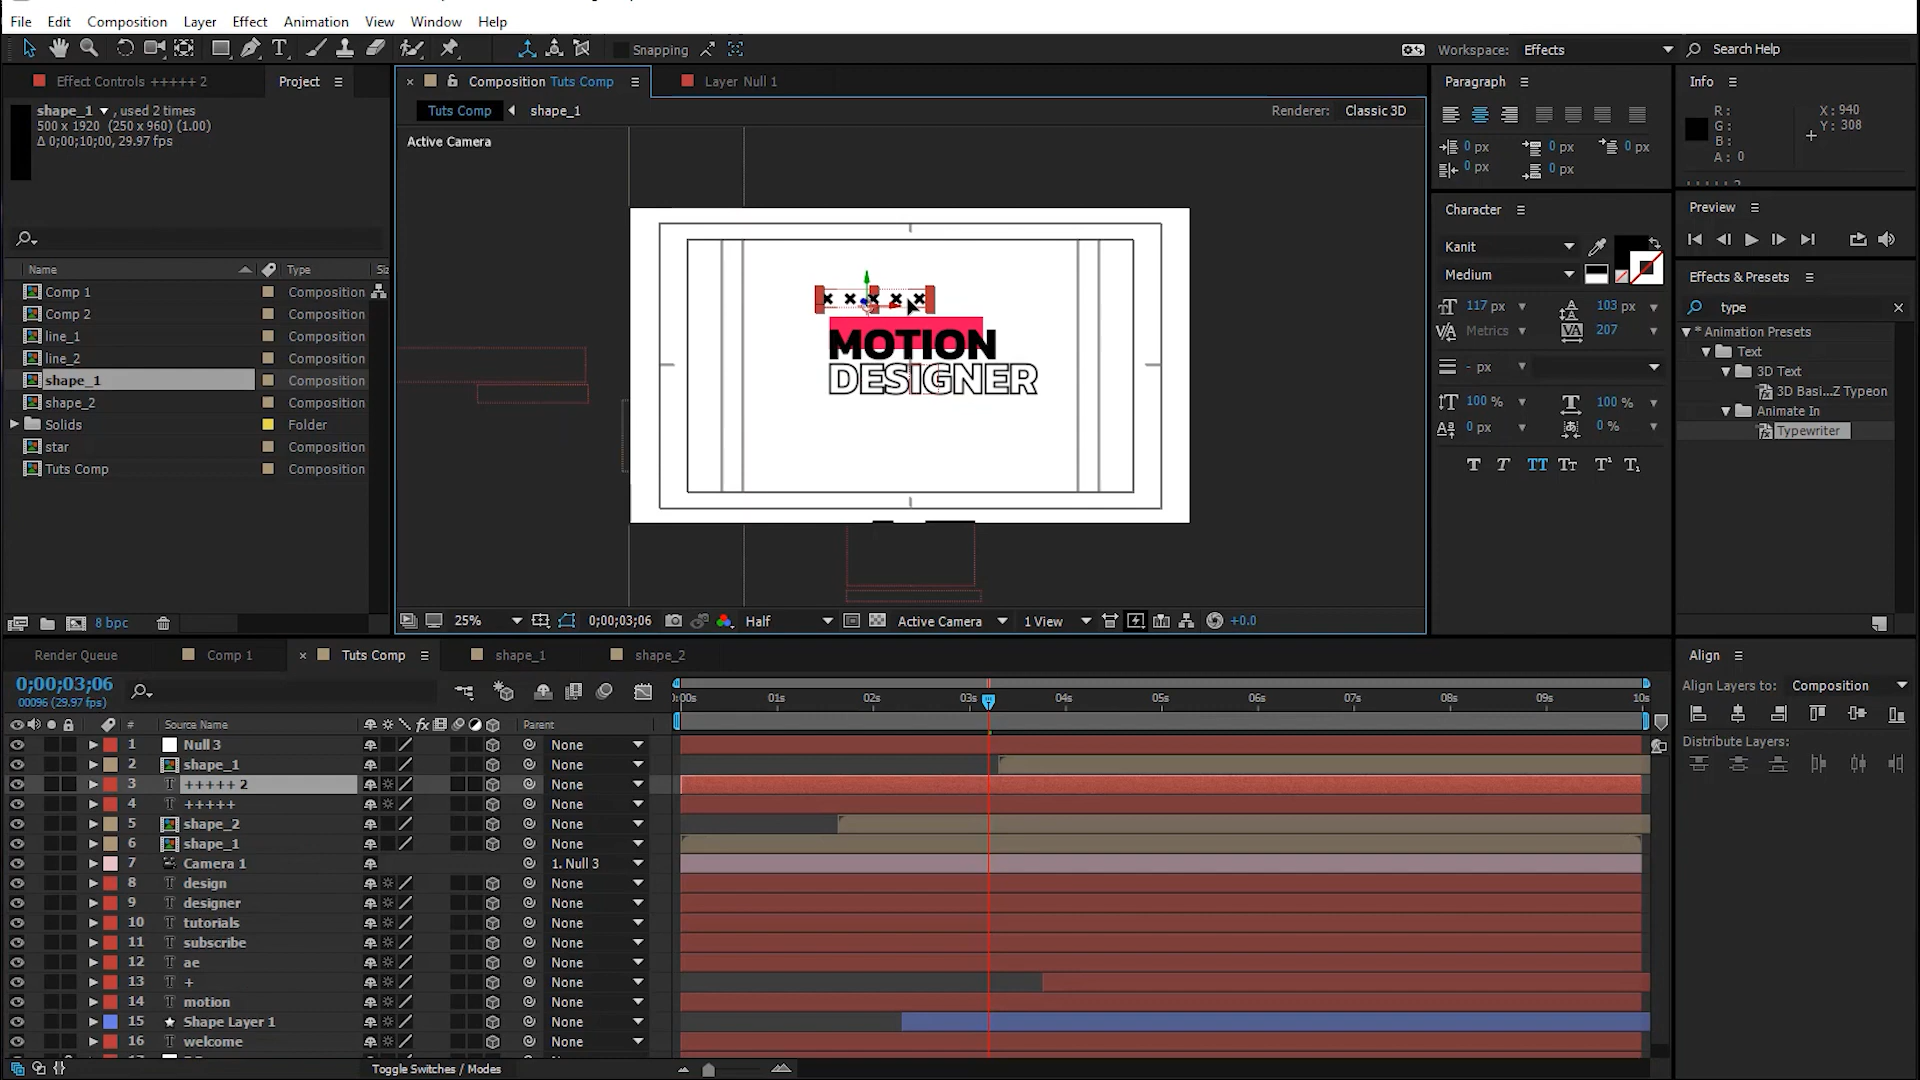 File Edit Composition Layer Effect Animation View Window Help
Snapping
Workspace: Effects
Search Help
Effect Controls +++++ 2
Project
shape_1 , used 2 times
500 x 1920 (250 x 960) (1.00)
Δ 0;00;10;00, 29.97 fps
Name Type Siz
Comp 1 Composition
Comp 2 Composition
line_1 Composition
line_2 Composition
shape_1 Composition
shape_2 Composition
Solids Folder
star Composition
Tuts Comp Composition
8 bpc
Composition Tuts Comp
Layer Null 1
Tuts Comp shape_1
Renderer: Classic 3D
Active Camera
MOTION
DESIGNER
25% 0;00;03;06 Half Active Camera 1 View +0.0
Paragraph
0 px 0 px 0 px
0 px 0 px
Character
Kanit
Medium
117 px 103 px
Metrics 207
- px
100 % 100 %
0 px 0 %
T T TT Tt T¹ T₁
Info
R: X: 940
G: Y: 308
B:
A: 0
Preview
Effects & Presets
type
* Animation Presets
Text
3D Text
3D Basi...Z Typeon
Animate In
Typewriter
Align
Align Layers to: Composition
Distribute Layers:
Render Queue Comp 1 Tuts Comp shape_1 shape_2
0;00;03;06
00096 (29.97 fps)
:00s 01s 02s 03s 04s 05s 06s 07s 08s 09s 10s
# Source Name fx Parent
1 Null 3 None
2 shape_1 None
3 +++++ 2 None
4 +++++ None
5 shape_2 None
6 shape_1 None
7 Camera 1 1. Null 3
8 design None
9 designer None
10 tutorials None
11 subscribe None
12 ae None
13 + None
14 motion None
15 Shape Layer 1 None
16 welcome None
Toggle Switches / Modes